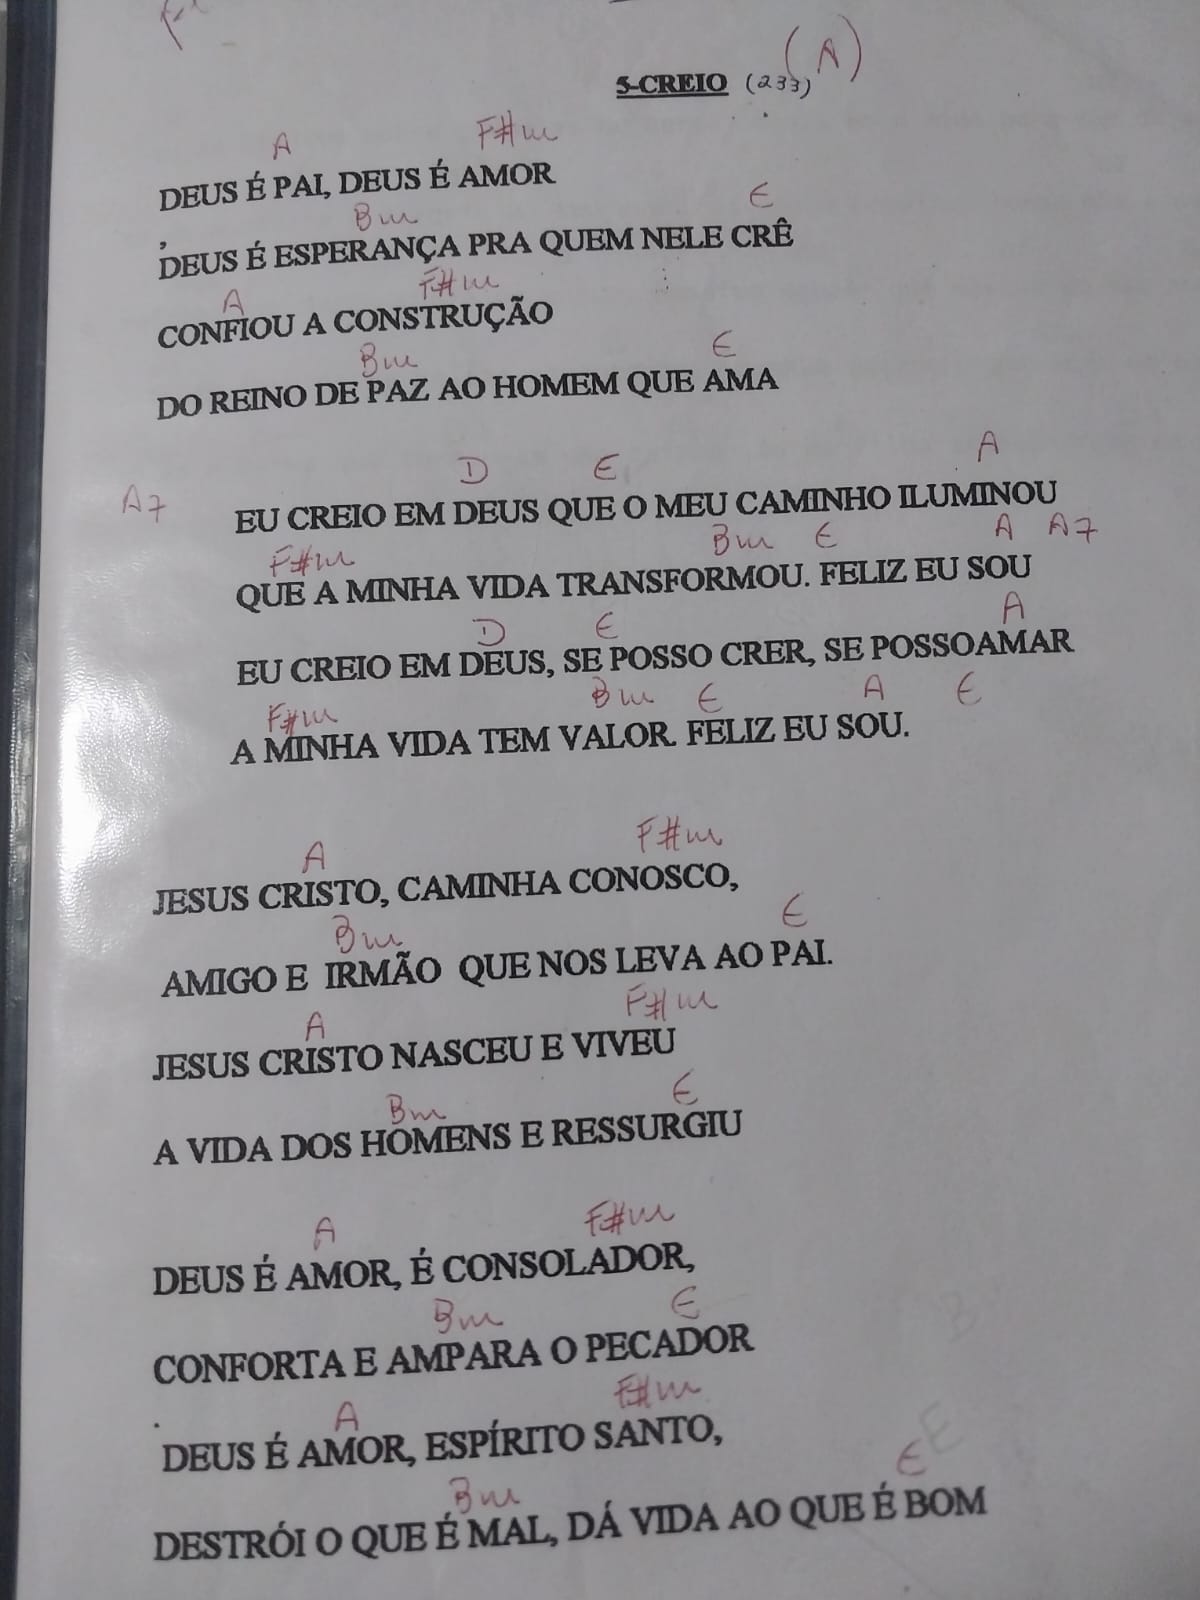 5-CREIO (233) (A)
A F#m
DEUS É PAI, DEUS É AMOR
Bm E
DEUS É ESPERANÇA PRA QUEM NELE CRÊ
A F#m
CONFIOU A CONSTRUÇÃO
Bm E
DO REINO DE PAZ AO HOMEM QUE AMA
A7 D E A
EU CREIO EM DEUS QUE O MEU CAMINHO ILUMINOU
F#m Bm E A A7
QUE A MINHA VIDA TRANSFORMOU. FELIZ EU SOU
D E A
EU CREIO EM DEUS, SE POSSO CRER, SE POSSOAMAR
F#m Bm E A E
A MINHA VIDA TEM VALOR. FELIZ EU SOU.
A F#m
JESUS CRISTO, CAMINHA CONOSCO,
Bm E
AMIGO E IRMÃO QUE NOS LEVA AO PAI.
A F#m
JESUS CRISTO NASCEU E VIVEU
Bm E
A VIDA DOS HOMENS E RESSURGIU
A F#m
DEUS É AMOR, É CONSOLADOR,
Bm E
CONFORTA E AMPARA O PECADOR
A F#m
DEUS É AMOR, ESPÍRITO SANTO,
Bm E
DESTRÓI O QUE É MAL, DÁ VIDA AO QUE É BOM